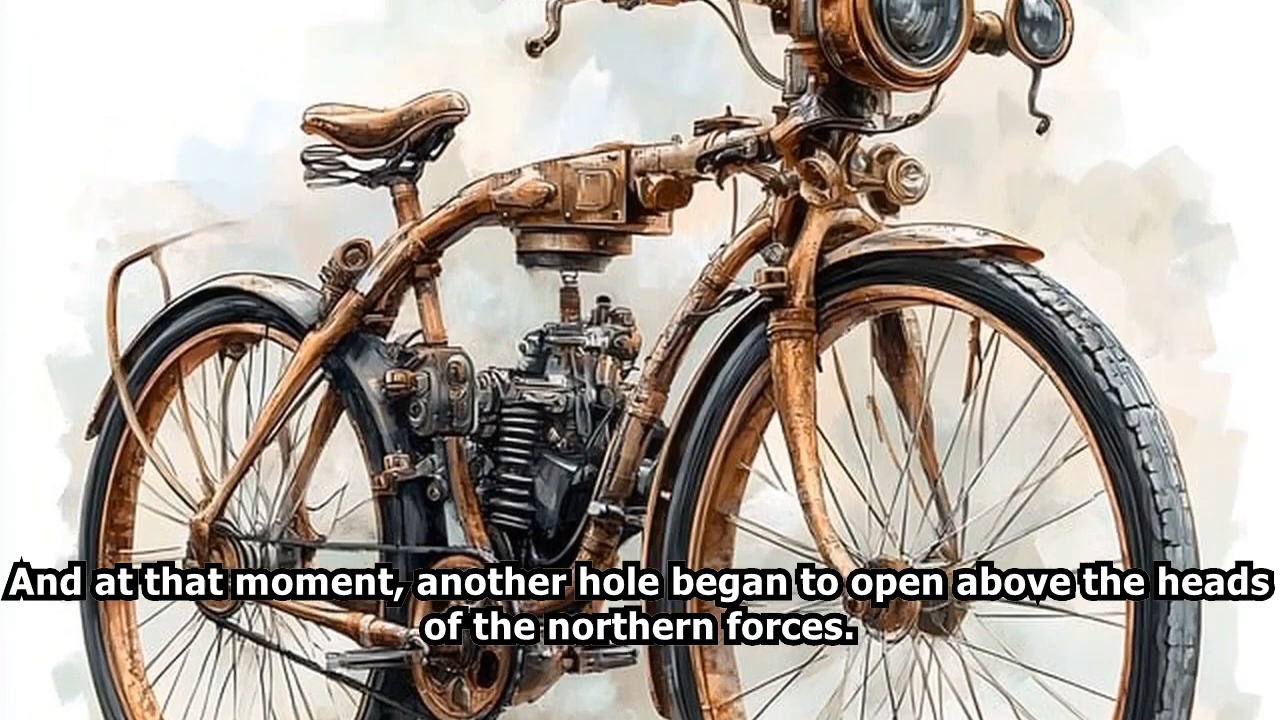 And at that moment, another hole began to open above the heads
of the northern forces.